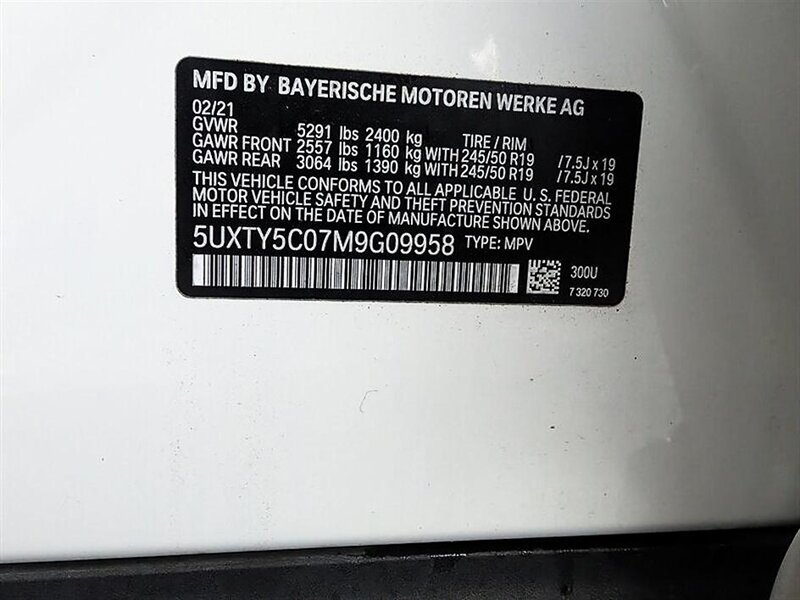 MFD BY BAYERISCHE MOTOREN WERKE AG
02/21
GVWR 5291 lbs 2400 kg TIRE / RIM
GAWR FRONT 2557 lbs 1160 kg WITH 245/50 R19 /7.5J x 19
GAWR REAR 3064 lbs 1390 kg WITH 245/50 R19 /7.5J x 19
THIS VEHICLE CONFORMS TO ALL APPLICABLE U. S. FEDERAL
MOTOR VEHICLE SAFETY AND THEFT PREVENTION STANDARDS
IN EFFECT ON THE DATE OF MANUFACTURE SHOWN ABOVE.
5UXTY5C07M9G09958 TYPE: MPV
300U
7 320 730